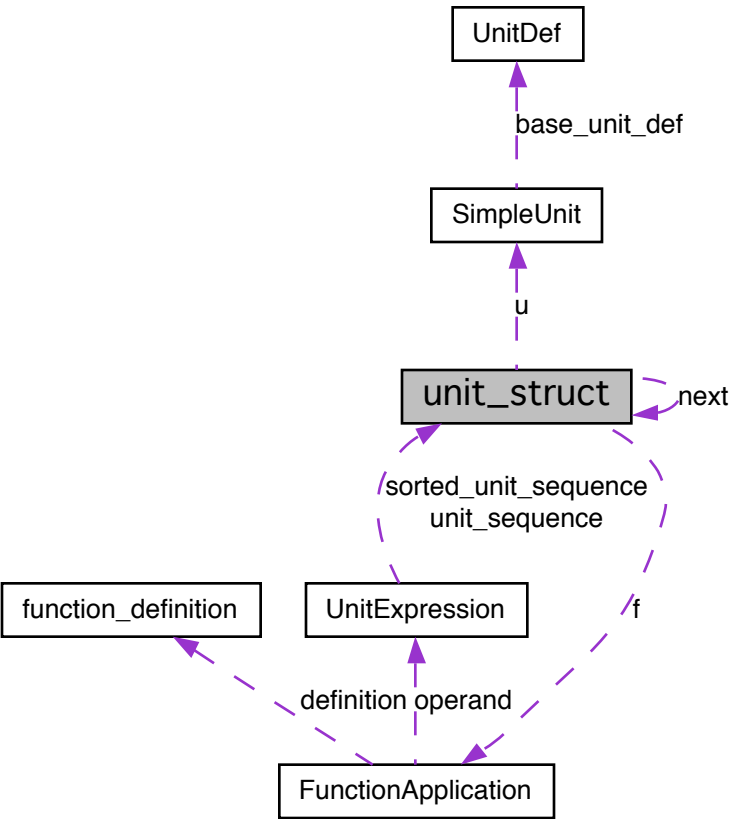 UnitDef
base_unit_def
SimpleUnit
u
unit_struct
next
sorted_unit_sequence
unit_sequence
function_definition
UnitExpression
f
definition operand
FunctionApplication